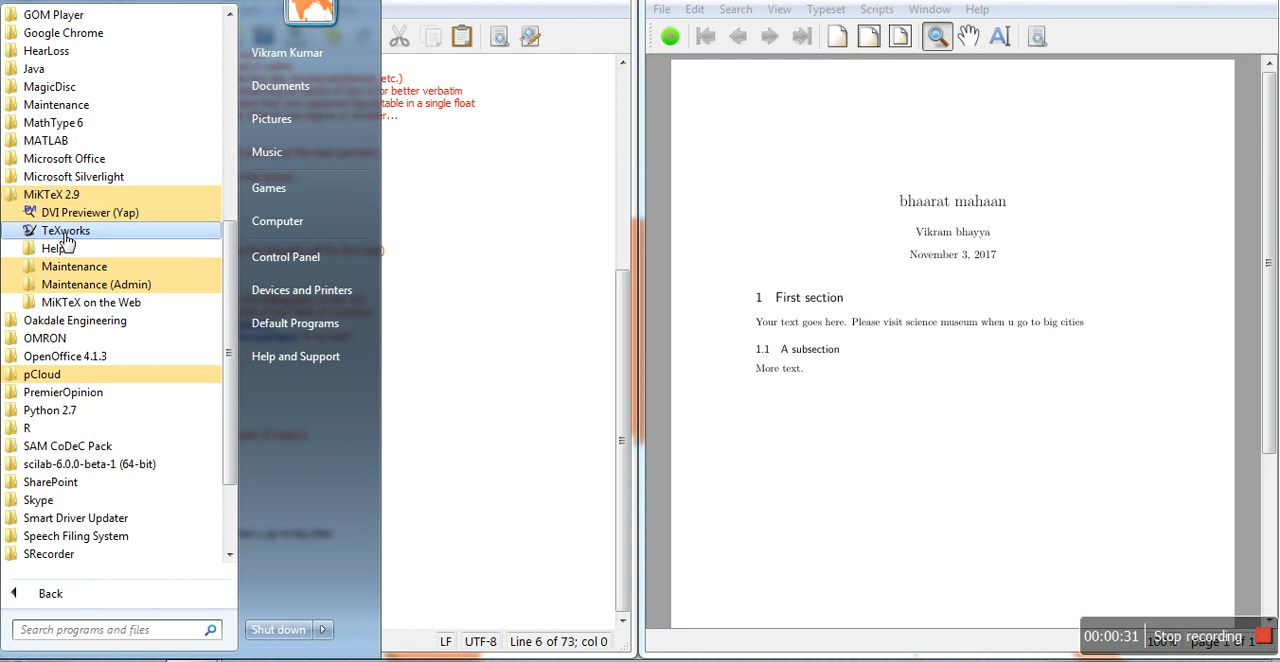 GOM Player
Google Chrome
HearLoss
Java
MagicDisc
Maintenance
MathType 6
MATLAB
Microsoft Office
Microsoft Silverlight
MiKTeX 2.9
DVI Previewer (Yap)
TeXworks
Help
Maintenance
Maintenance (Admin)
MiKTeX on the Web
Oakdale Engineering
OMRON
OpenOffice 4.1.3
pCloud
PremierOpinion
Python 2.7
R
SAM CoDeC Pack
scilab-6.0.0-beta-1 (64-bit)
SharePoint
Skype
Smart Driver Updater
Speech Filing System
SRecorder
Back
Search programs and files
Vikram Kumar
Documents
Pictures
Music
Games
Computer
Control Panel
Devices and Printers
Default Programs
Help and Support
Shut down
etc.)
or better verbatim
table in a single float
LF UTF-8 Line 6 of 73; col 0
File Edit Search View Typeset Scripts Window Help
bhaarat mahaan
Vikram bhayya
November 3, 2017
1 First section
Your text goes here. Please visit science museum when u go to big cities
1.1 A subsection
More text.
00:00:31 Stop recording
100% page 1 of 1